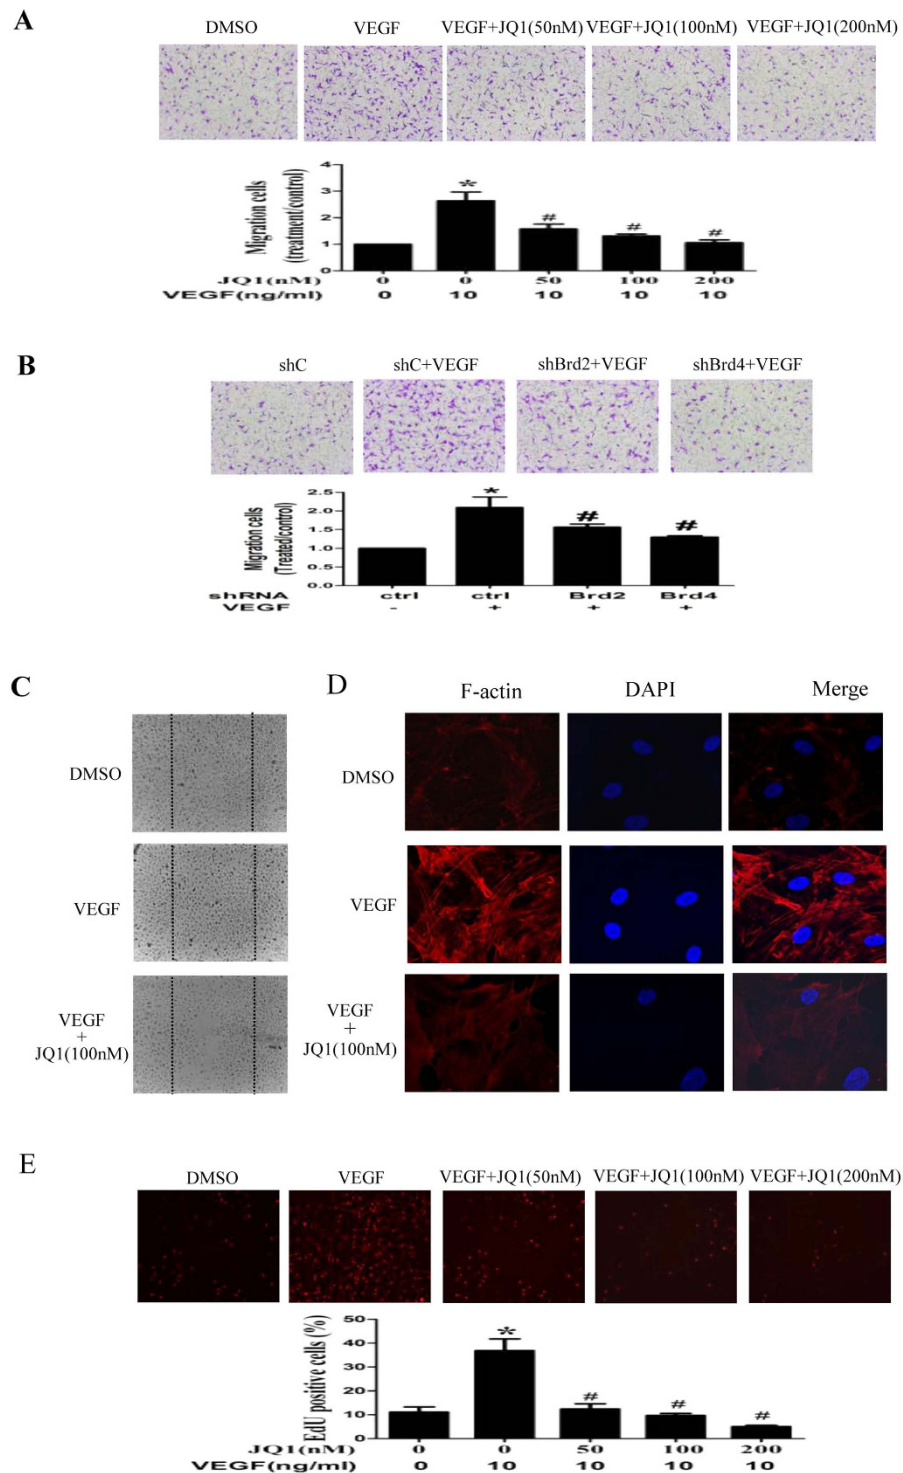 A
DMSO VEGF VEGF+JQ1(50nM) VEGF+JQ1(100nM) VEGF+JQ1(200nM)
Migration cells
(treatment/control)
4
3
2
1
0
*
#
#
#
JQ1(nM) 0 0 50 100 200
VEGF(ng/ml) 0 10 10 10 10
B
shC shC+VEGF shBrd2+VEGF shBrd4+VEGF
Migration cells
(Treated/control)
2.5
2.0
1.5
1.0
0.5
0.0
*
#
#
shRNA ctrl ctrl Brd2 Brd4
VEGF - + + +
C
DMSO
VEGF
VEGF
+
JQ1(100nM)
D
F-actin DAPI Merge
DMSO
VEGF
VEGF
+
JQ1(100nM)
E
DMSO VEGF VEGF+JQ1(50nM) VEGF+JQ1(100nM) VEGF+JQ1(200nM)
EdU positive cells (%)
50
40
30
20
10
0
*
#
#
#
JQ1(nM) 0 0 50 100 200
VEGF(ng/ml) 0 10 10 10 10